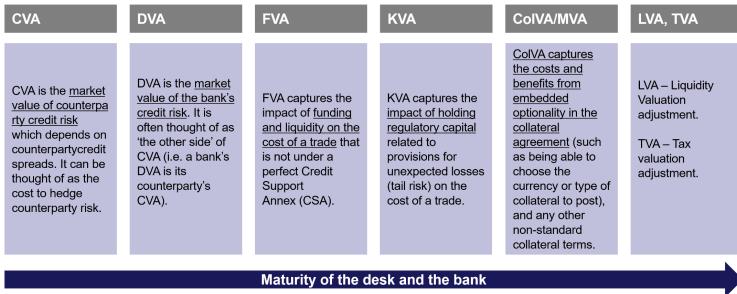 CVA
CVA is the market
value of counterpa
rty credit risk
which depends on
counterpartycredit
spreads. It can be
thought of as the
cost to hedge
counterparty risk.
DVA
DVA is the market
value of the bank's
credit risk. It is
often thought of as
'the other side' of
CVA (i.e. a bank's
DVA is its
counterparty's
CVA).
FVA
FVA captures the
impact of funding
and liquidity on the
cost of a trade that
is not under a
perfect Credit
Support
Annex (CSA).
KVA
KVA captures the
impact of holding
regulatory capital
related to
provisions for
unexpected losses
(tail risk) on the
cost of a trade.
ColVA/MVA
ColVA captures
the costs and
benefits from
embedded
optionality in the
collateral
agreement (such
as being able to
choose the
currency or type of
collateral to post),
and any other
non-standard
collateral terms.
LVA, TVA
LVA – Liquidity
Valuation
adjustment.
TVA – Tax
valuation
adjustment.
Maturity of the desk and the bank